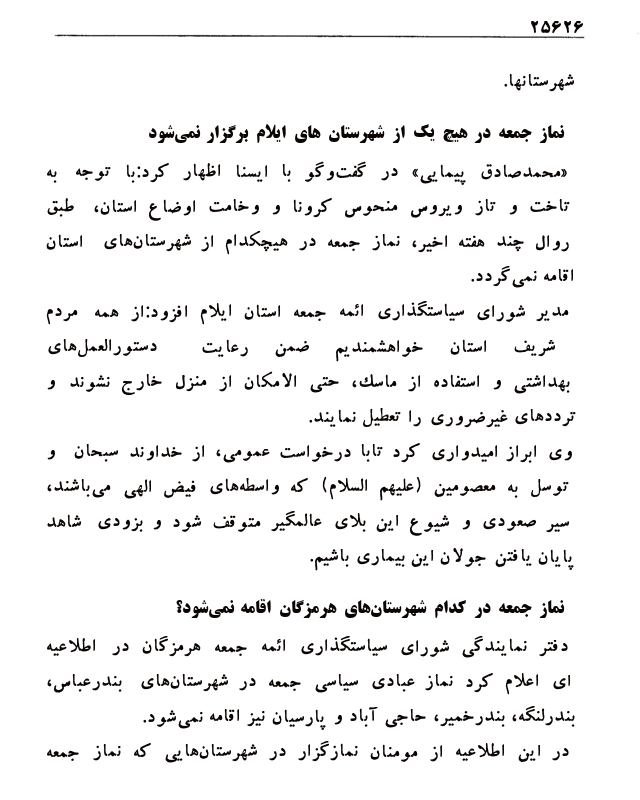 ۲۵۶۲۶
شهرستانها.
نماز جمعه در هیچ یک از شهرستان های ایلام برگزار نمی‌شود
«محمدصادق پیمایی» در گفت‌وگو با ایسنا اظهار کرد:با توجه به
تاخت و تاز ویروس منحوس کرونا و وخامت اوضاع استان، طبق
روال چند هفته اخیر، نماز جمعه در هیچکدام از شهرستان‌های استان
اقامه نمی‌گردد.
مدیر شورای سیاستگذاری ائمه جمعه استان ایلام افزود:از همه مردم
شریف استان خواهشمندیم ضمن رعایت دستورالعمل‌های
بهداشتی و استفاده از ماسك، حتی الامکان از منزل خارج نشوند و
ترددهای غیرضروری را تعطیل نمایند.
وی ابراز امیدواری کرد تابا درخواست عمومی، از خداوند سبحان و
توسل به معصومین (علیهم السلام) که واسطه‌های فیض الهی می‌باشند،
سیر صعودی و شیوع این بلای عالمگیر متوقف شود و بزودی شاهد
پایان یافتن جولان این بیماری باشیم.
نماز جمعه در کدام شهرستان‌های هرمزگان اقامه نمی‌شود؟
دفتر نمایندگی شورای سیاستگذاری ائمه جمعه هرمزگان در اطلاعیه
ای اعلام کرد نماز عبادی سیاسی جمعه در شهرستان‌های بندرعباس،
بندرلنگه، بندرخمیر، حاجی آباد و پارسیان نیز اقامه نمی‌شود.
در این اطلاعیه از مومنان نمازگزار در شهرستان‌هایی که نماز جمعه